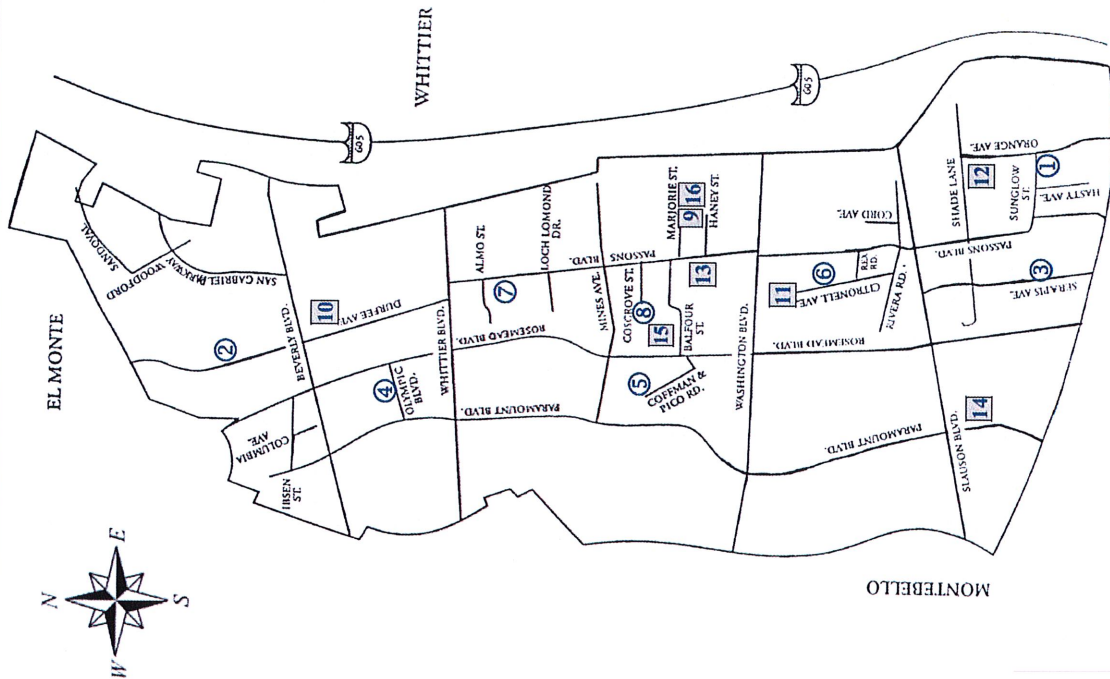 EL MONTE
WHITTIER
605
SANDOVAL
WOODFORD
SAN GABRIEL PARKWAY
2
BEVERLY BLVD.
10
DURFEE AVE.
COLUMBIA
AVE.
IBSEN
ST.
4
OLYMPIC
BLVD.
WHITTIER BLVD.
ROSEMEAD BLVD.
PARAMOUNT BLVD.
ALMO ST.
7
LOCH LOMOND
DR.
PASSONS
BLVD.
MINES AVE.
COSGROVE ST.
8
15
BALFOUR
ST.
MARJORIE ST.
9
16
HANEY ST.
13
5
COFFMAN &
PICO RD.
WASHINGTON BLVD.
11
6
CITRONELL AVE.
REX
RD.
CORD AVE.
RIVERA RD.
ROSEMEAD BLVD.
PARAMOUNT BLVD.
SLAUSON BLVD.
14
SHADE LANE
12
ORANGE AVE.
SUNGLOW
ST.
1
HASTY AVE.
PASSONS BLVD.
3
SERAPIS AVE.
605
MONTEBELLO
N
E
S
W